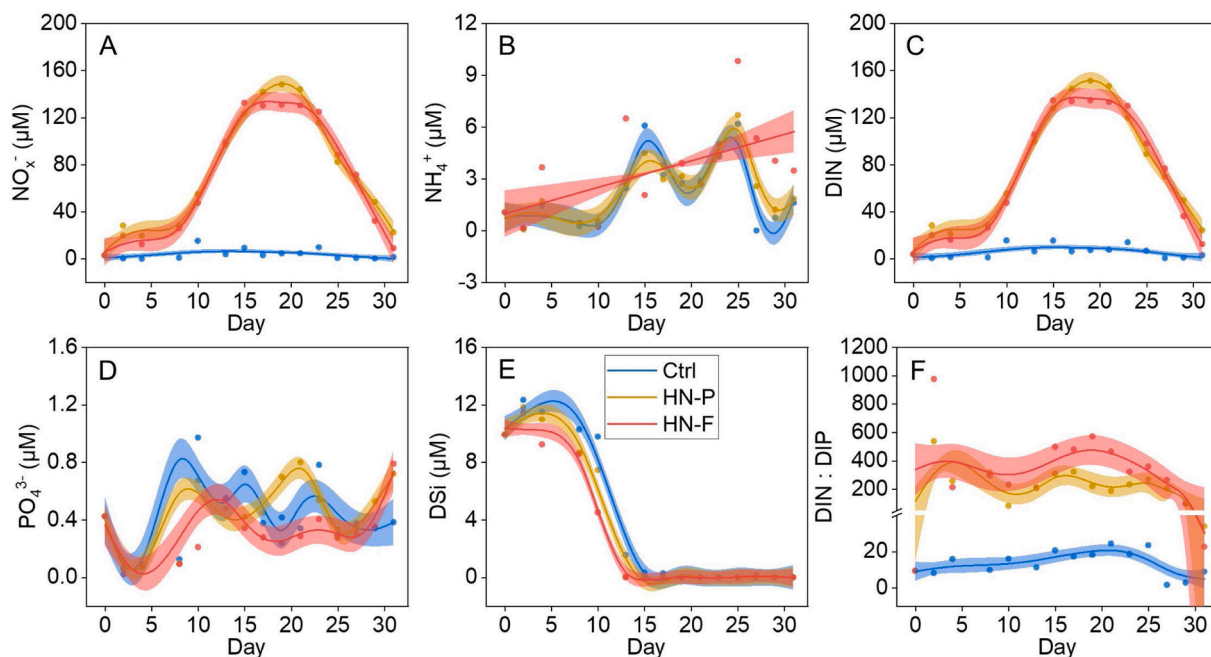 A
B
C
200
160
120
80
40
0
NOₓ⁻ (μM)
0 5 10 15 20 25 30
Day
12
9
6
3
0
-3
NH₄⁺ (μM)
0 5 10 15 20 25 30
Day
200
160
120
80
40
0
DIN (μM)
0 5 10 15 20 25 30
Day
D
1.6
1.2
0.8
0.4
0.0
PO₄³⁻ (μM)
0 5 10 15 20 25 30
Day
E
16
12
8
4
0
DSi (μM)
Ctrl
HN-P
HN-F
0 5 10 15 20 25 30
Day
F
1200
1000
800
600
400
200
20
0
DIN : DIP
0 5 10 15 20 25 30
Day